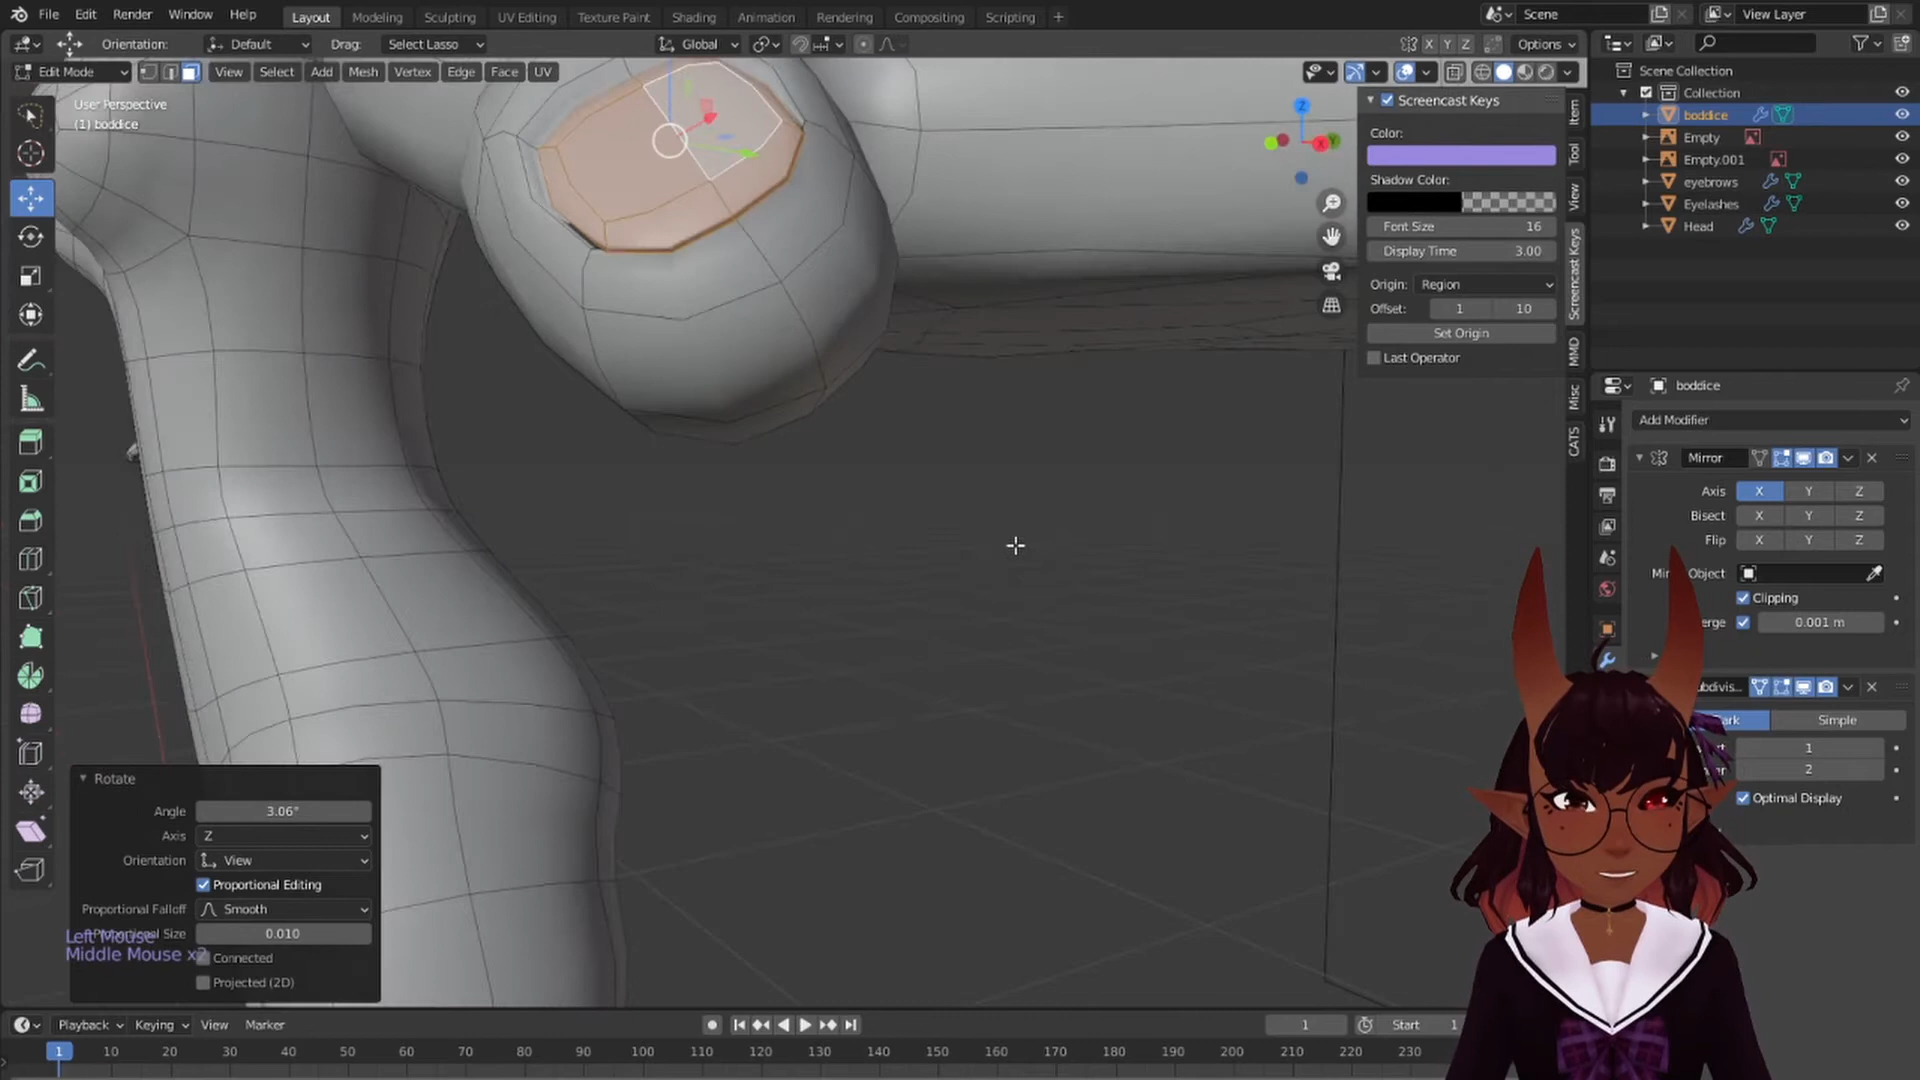 File Edit Render Window Help Layout Modeling Sculpting UV Editing Texture Paint Shading Animation Rendering Compositing Scripting + Scene View Layer
Orientation: Default Drag: Select Lasso Global X Y Z Options
Edit Mode View Select Add Mesh Vertex Edge Face UV
User Perspective
(1) boddice
Screencast Keys
Color:
Shadow Color:
Font Size 16
Display Time 3.00
Origin: Region
Offset: 1 10
Set Origin
Last Operator
Item
Tool
View
Screencast Keys
MMD
Misc
CATS
Z
X
Y
Scene Collection
Collection
boddice
Empty
Empty.001
eyebrows
Eyelashes
Head
boddice
Add Modifier
Mirror
Axis X Y Z
Bisect X Y Z
Flip X Y Z
Object
Clipping
0.001 m
Simple
1
2
Optimal Display
Rotate
Angle 3.06°
Axis Z
Orientation View
Proportional Editing
Proportional Falloff Smooth
Proportional Size 0.010
Connected
Projected (2D)
Left Mouse
Middle Mouse x2
Playback Keying View Marker 1 Start 1
1 10 20 30 40 50 60 70 80 90 100 110 120 130 140 150 160 170 180 190 200 210 220 230